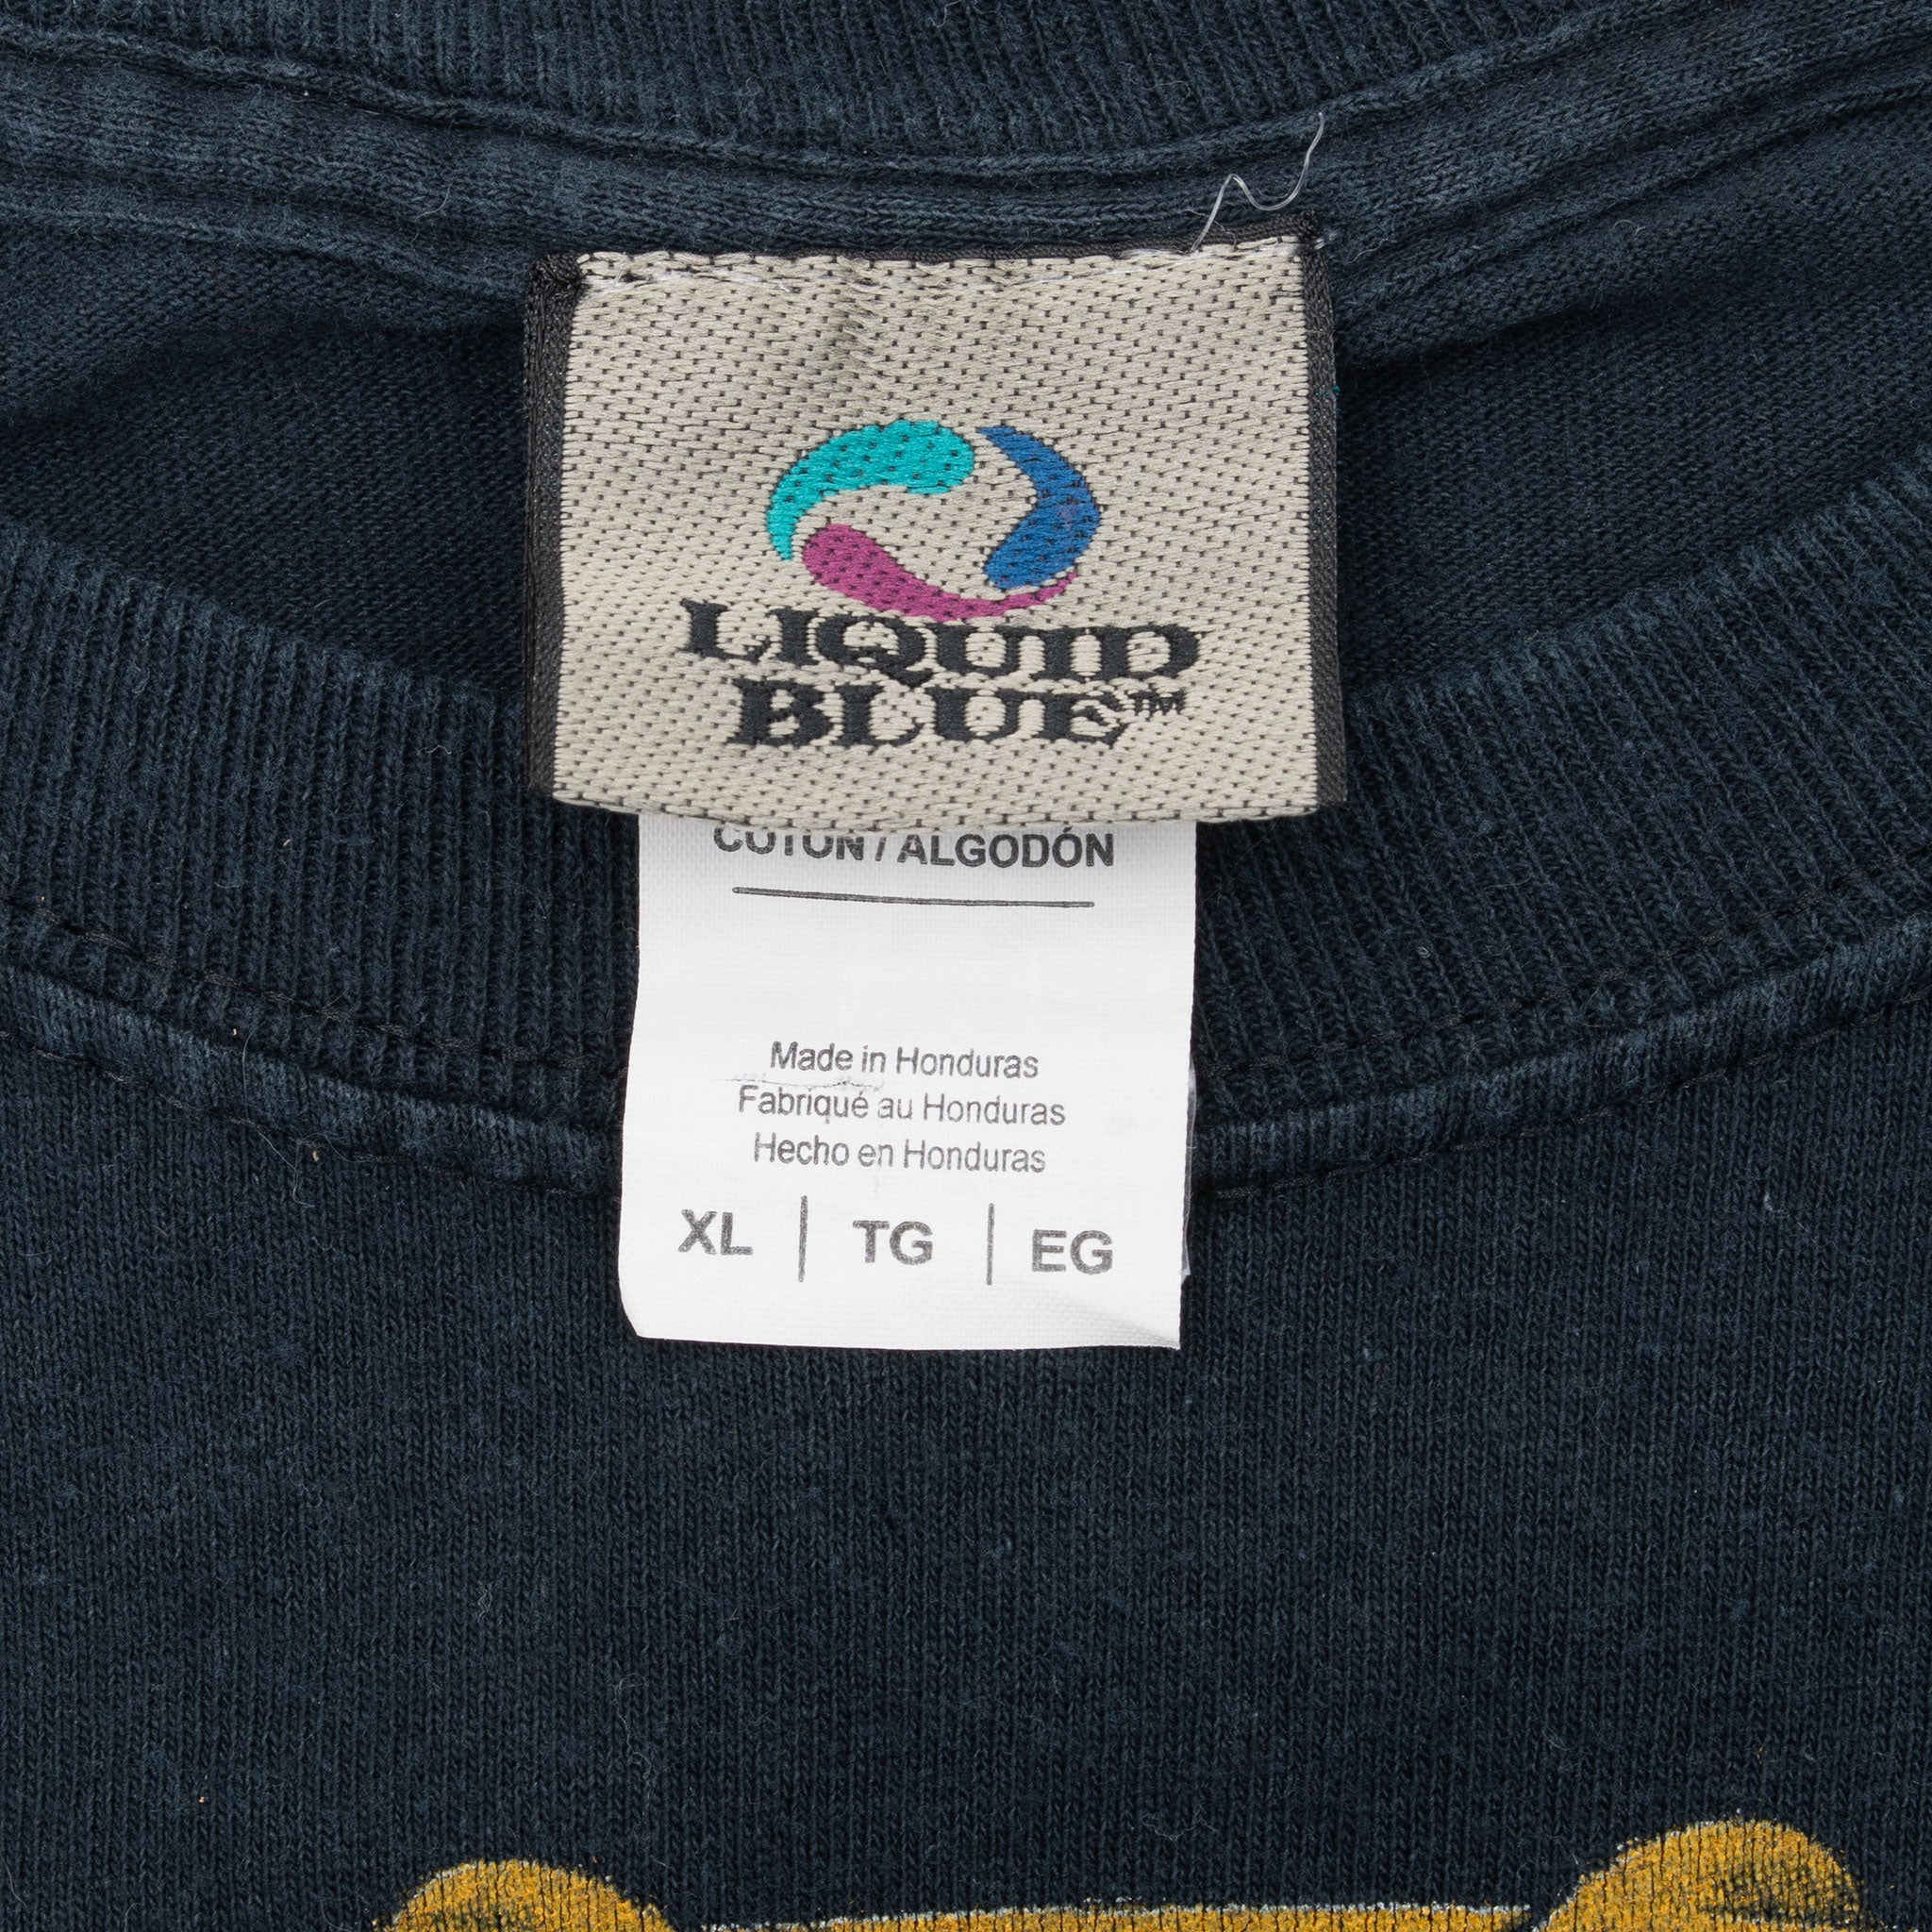 LIQUID
BLUE™
COTON / ALGODÓN
Made in Honduras
Fabriqué au Honduras
Hecho en Honduras
XL | TG | EG